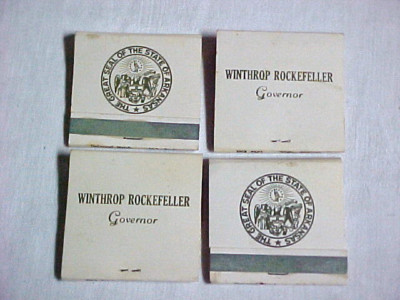 THE GREAT SEAL OF THE STATE OF ARKANSAS
WINTHROP ROCKEFELLER
Governor
WINTHROP ROCKEFELLER
Governor
THE GREAT SEAL OF THE STATE OF ARKANSAS